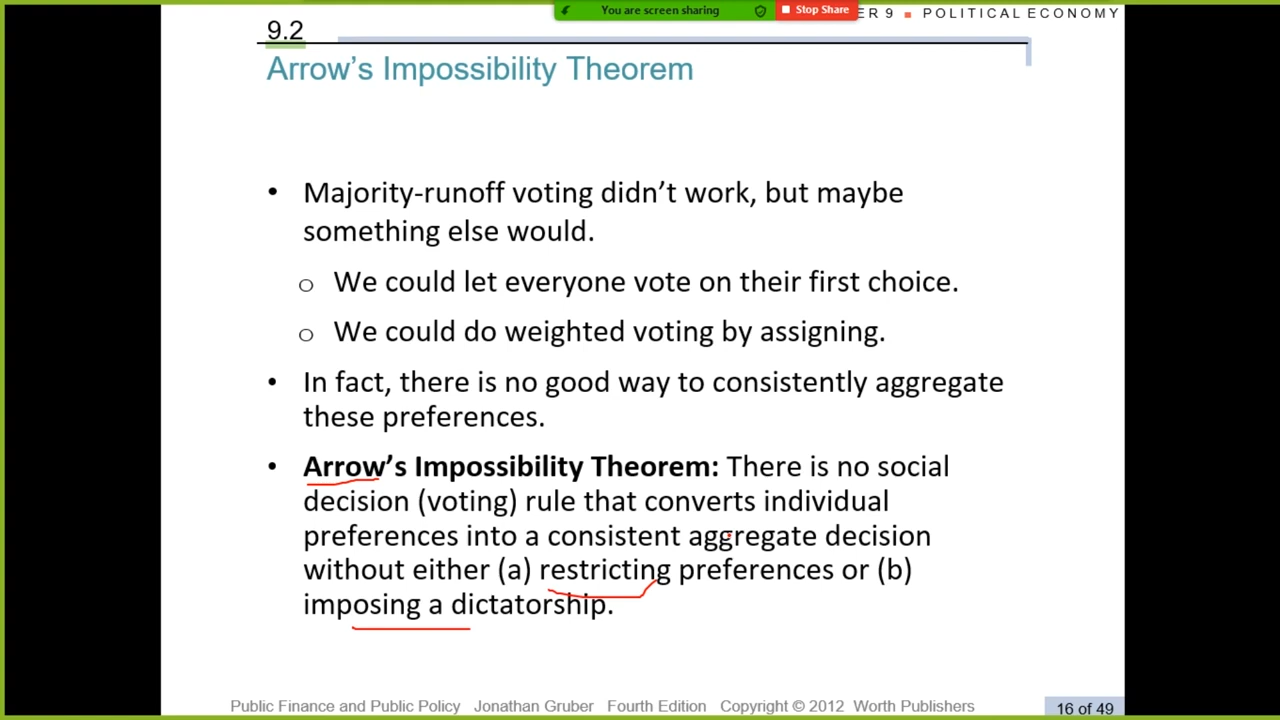 You are screen sharing
Stop Share
ER 9 ▪ POLITICAL ECONOMY
9.2
Arrow’s Impossibility Theorem
• Majority-runoff voting didn’t work, but maybe
something else would.
o We could let everyone vote on their first choice.
o We could do weighted voting by assigning.
• In fact, there is no good way to consistently aggregate
these preferences.
• Arrow’s Impossibility Theorem: There is no social
decision (voting) rule that converts individual
preferences into a consistent aggregate decision
without either (a) restricting preferences or (b)
imposing a dictatorship.
Public Finance and Public Policy Jonathan Gruber Fourth Edition Copyright © 2012 Worth Publishers
16 of 49